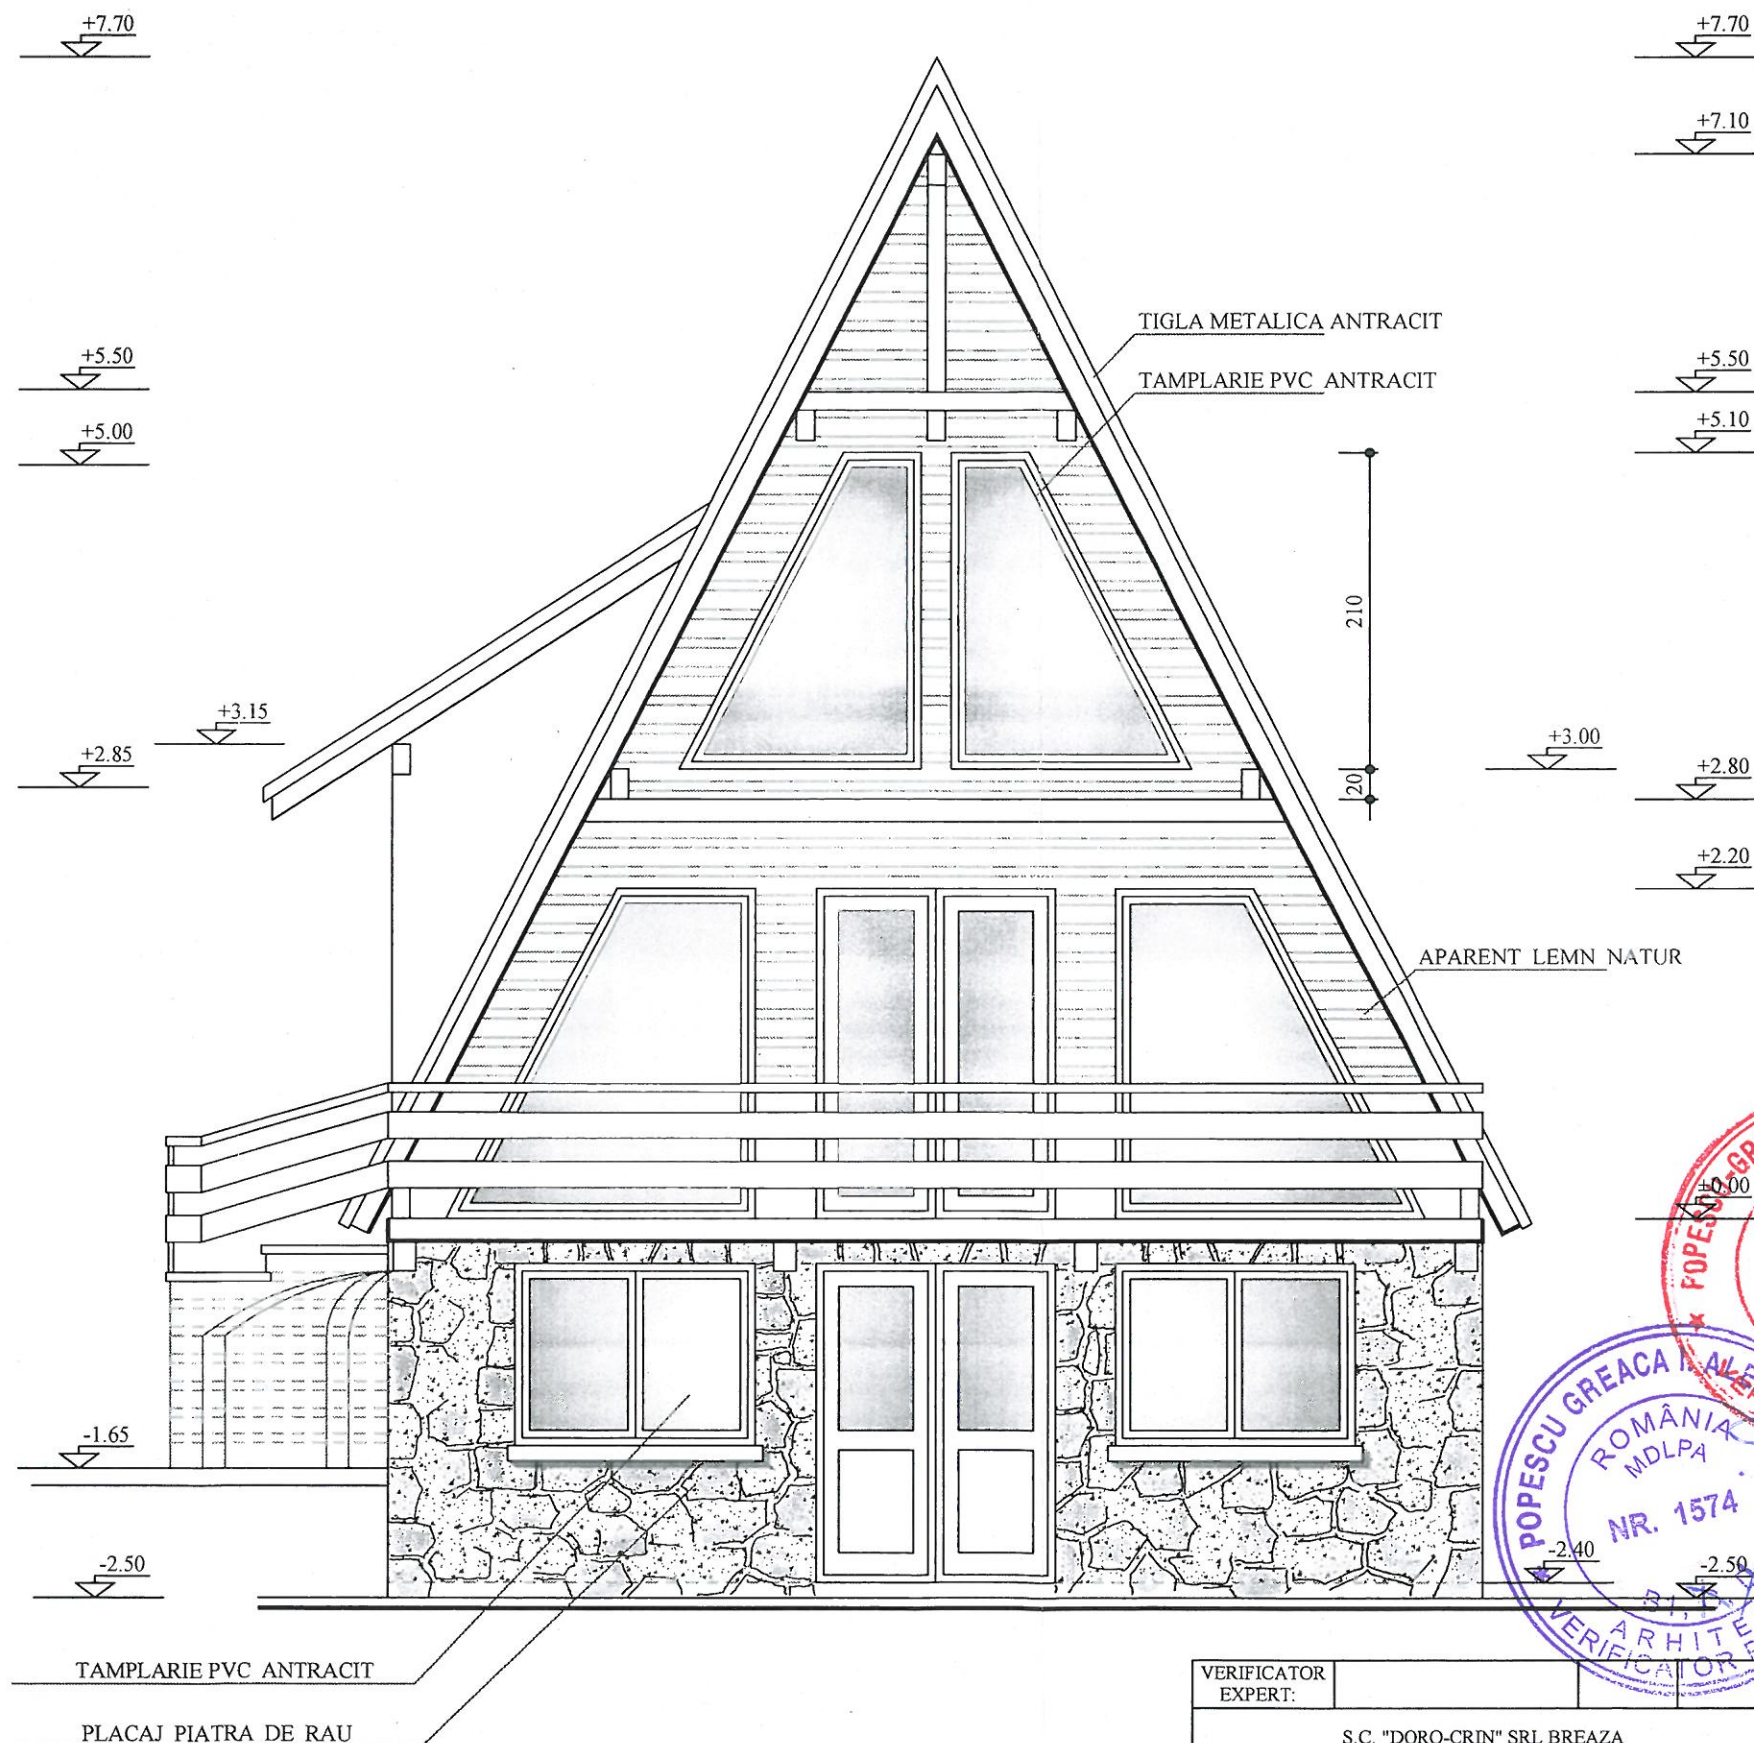 +7.70
+7.70
+7.10
TIGLA METALICA ANTRACIT
+5.50
TAMPLARIE PVC ANTRACIT
+5.50
+5.00
+5.10
210
+3.15
+3.00
+2.85
20
+2.80
+2.20
APARENT LEMN NATUR
±0.00
-1.65
-2.50
-2.40
-2.50
TAMPLARIE PVC ANTRACIT
PLACAJ PIATRA DE RAU
POPESCU GREACA
ROMÂNIA
MDLPA
NR. 1574
VERIFICATOR
VERIFICATOR
EXPERT:
S.C. "DORO-CRIN" SRL BREAZA